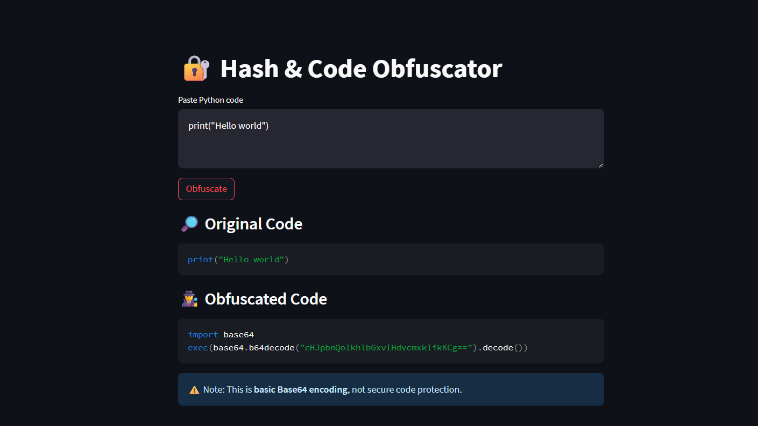 Hash & Code Obfuscator
Paste Python code
print("Hello world")
Obfuscate
Original Code
print("Hello world")
Obfuscated Code
import base64
exec(base64.b64decode(" ").decode())
Note: This is basic Base64 encoding, not secure code protection.